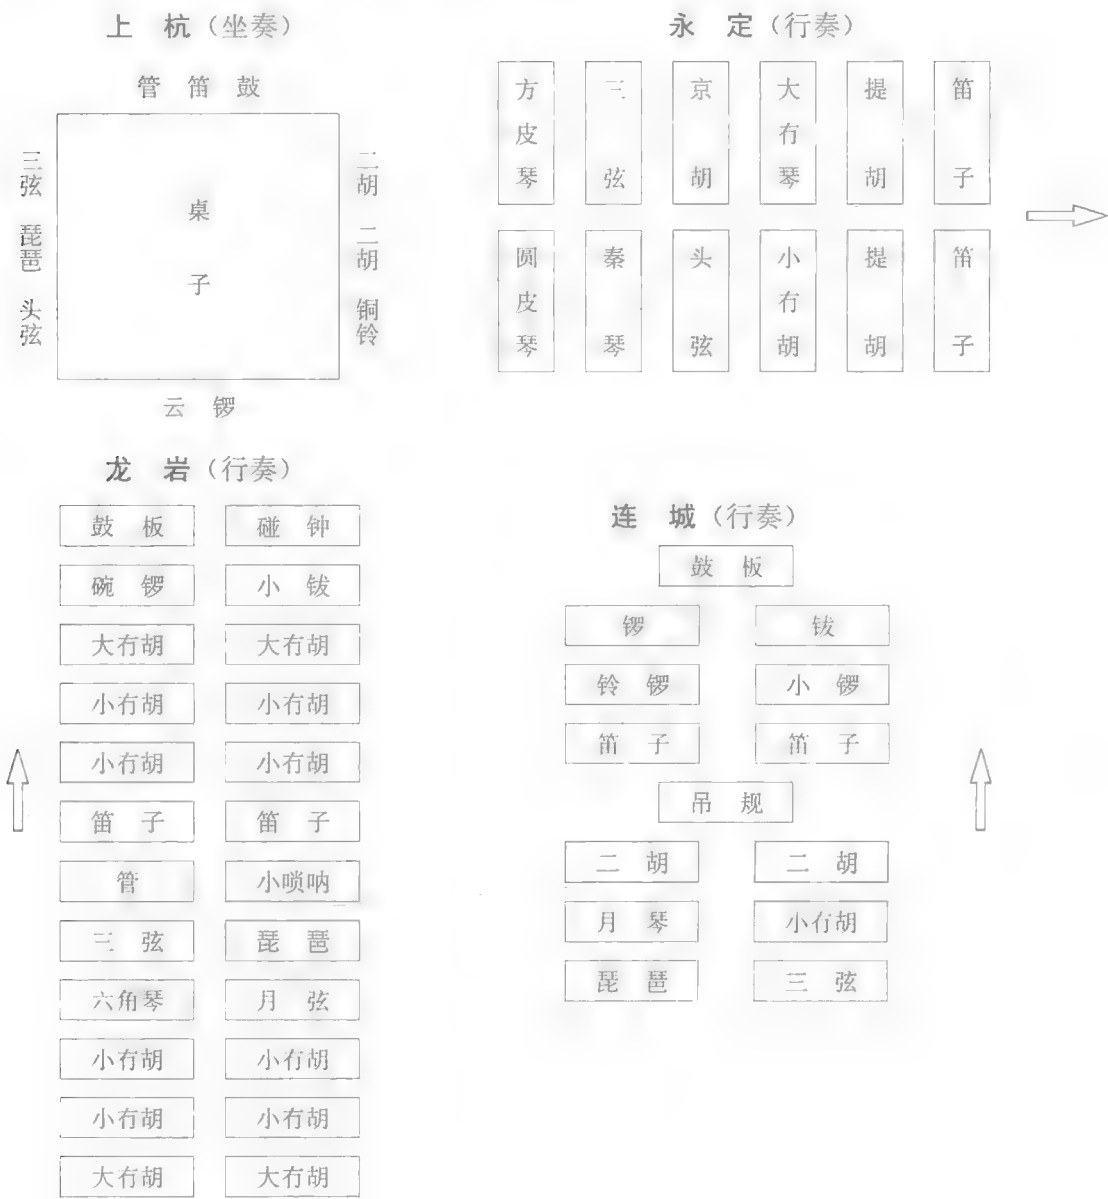 上 杭（坐奏）
管 笛 鼓
三弦
琵琶
头弦
桌子
二胡
二胡
铜铃
云 锣
永 定（行奏）
方皮琴 三弦 京胡 大冇琴 提胡 笛子
圆皮琴 秦琴 头弦 小冇胡 提胡 笛子
龙 岩（行奏）
鼓 板 碰 钟
碗 锣 小 钹
大冇胡 大冇胡
小冇胡 小冇胡
小冇胡 小冇胡
笛 子 笛 子
管 小唢呐
三 弦 琵 琶
六角琴 月 弦
小冇胡 小冇胡
小冇胡 小冇胡
大冇胡 大冇胡
连 城（行奏）
鼓 板
锣 钹
铃 锣 小 锣
笛 子 笛 子
吊 规
二 胡 二 胡
月 琴 小冇胡
琵 琶 三 弦